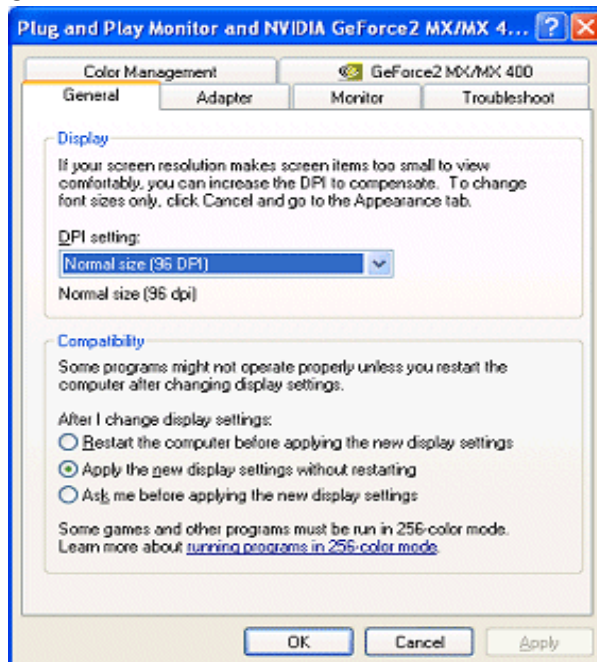 Plug and Play Monitor and NVIDIA GeForce2 MX/MX 4... ?
Color Management GeForce2 MX/MX 400
General Adapter Monitor Troubleshoot
Display
If your screen resolution makes screen items too small to view
comfortably, you can increase the DPI to compensate. To change
font sizes only, click Cancel and go to the Appearance tab.
DPI setting:
Normal size (96 DPI)
Normal size (96 dpi)
Compatibility
Some programs might not operate properly unless you restart the
computer after changing display settings.
After I change display settings:
Restart the computer before applying the new display settings
Apply the new display settings without restarting
Ask me before applying the new display settings
Some games and other programs must be run in 256-color mode.
Learn more about running programs in 256-color mode.
OK Cancel Apply